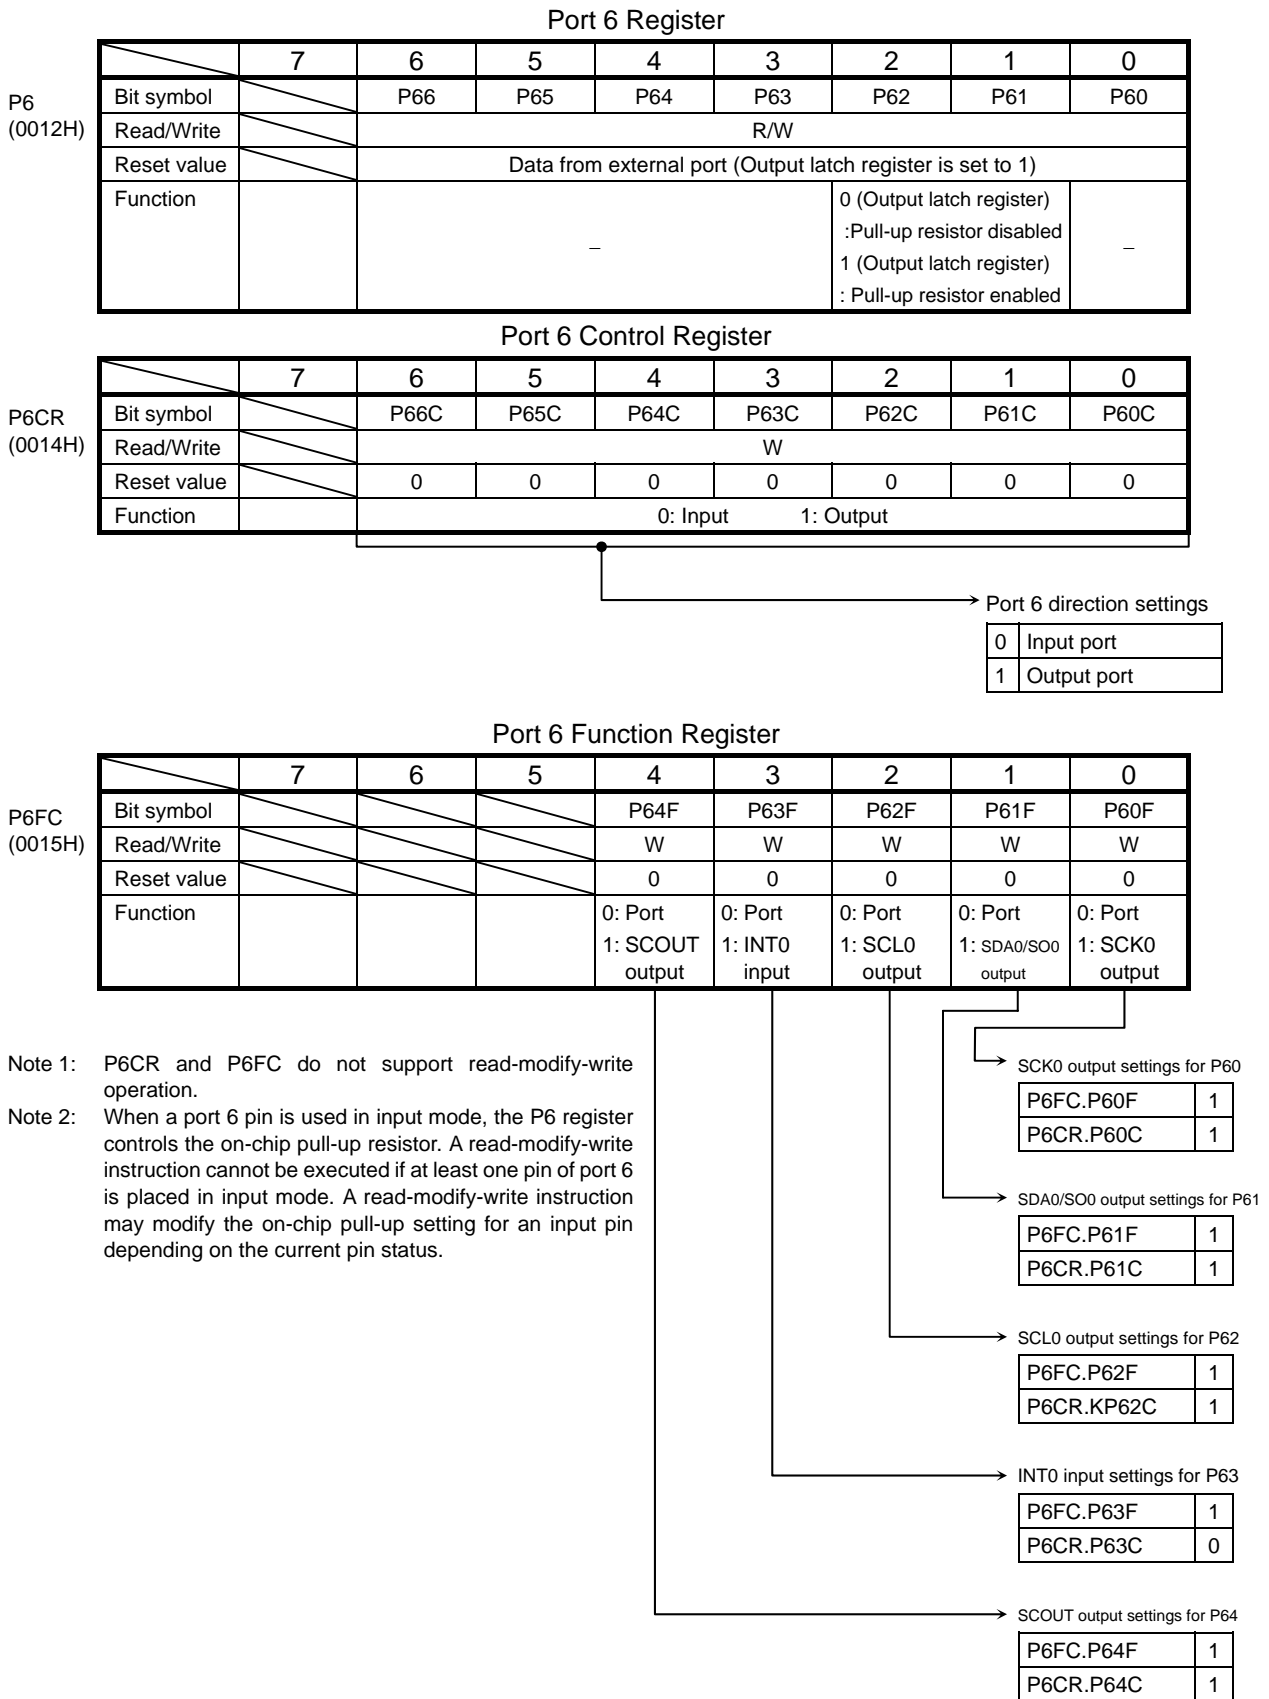 Port 6 Register
7 6 5 4 3 2 1 0
P6
(0012H)
Bit symbol P66 P65 P64 P63 P62 P61 P60
Read/Write R/W
Reset value Data from external port (Output latch register is set to 1)
Function – 0 (Output latch register) –
:Pull-up resistor disabled
1 (Output latch register)
: Pull-up resistor enabled
Port 6 Control Register
7 6 5 4 3 2 1 0
P6CR
(0014H)
Bit symbol P66C P65C P64C P63C P62C P61C P60C
Read/Write W
Reset value 0 0 0 0 0 0 0
Function 0: Input 1: Output
Port 6 direction settings
0 Input port
1 Output port
Port 6 Function Register
7 6 5 4 3 2 1 0
P6FC
(0015H)
Bit symbol P64F P63F P62F P61F P60F
Read/Write W W W W W
Reset value 0 0 0 0 0
Function 0: Port 0: Port 0: Port 0: Port 0: Port
1: SCOUT 1: INT0 1: SCL0 1: SDA0/SO0 1: SCK0
output input output output output
Note 1: P6CR and P6FC do not support read-modify-write
operation.
Note 2: When a port 6 pin is used in input mode, the P6 register
controls the on-chip pull-up resistor. A read-modify-write
instruction cannot be executed if at least one pin of port 6
is placed in input mode. A read-modify-write instruction
may modify the on-chip pull-up setting for an input pin
depending on the current pin status.
SCK0 output settings for P60
P6FC.P60F 1
P6CR.P60C 1
SDA0/SO0 output settings for P61
P6FC.P61F 1
P6CR.P61C 1
SCL0 output settings for P62
P6FC.P62F 1
P6CR.KP62C 1
INT0 input settings for P63
P6FC.P63F 1
P6CR.P63C 0
SCOUT output settings for P64
P6FC.P64F 1
P6CR.P64C 1